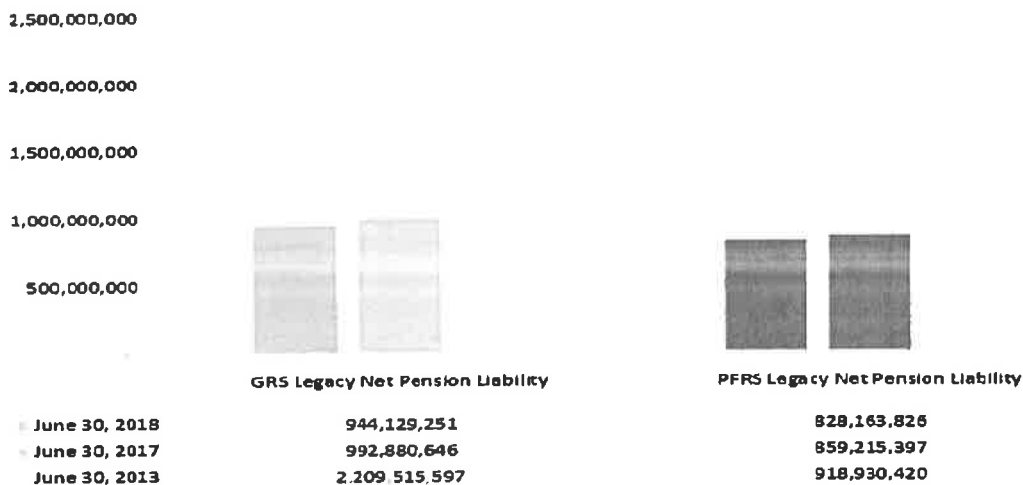 2,500,000,000
2,000,000,000
1,500,000,000
1,000,000,000
500,000,000
GRS Legacy Net Pension Liability PFRS Legacy Net Pension Liability
June 30, 2018 944,129,251 828,163,826
June 30, 2017 992,880,646 859,215,397
June 30, 2013 2,209,515,597 918,930,420